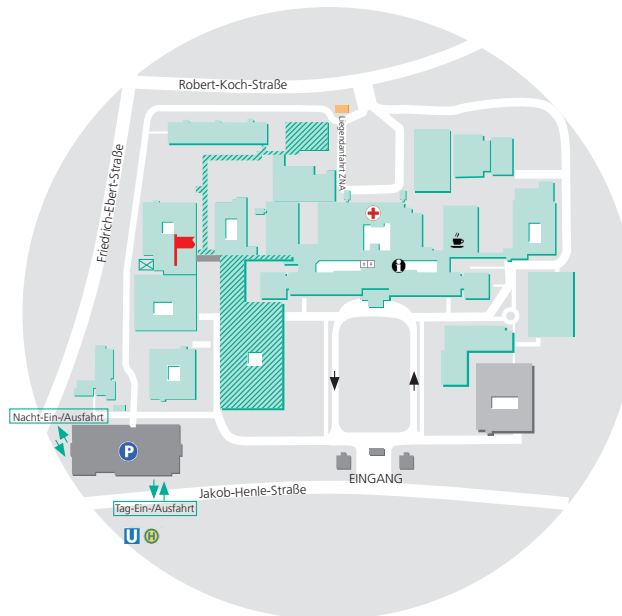 Robert-Koch-Straße
Liegendanfahrt ZNA
Friedrich-Ebert-Straße
Nacht-Ein-/Ausfahrt
P
EINGANG
Jakob-Henle-Straße
Tag-Ein-/Ausfahrt
U
H